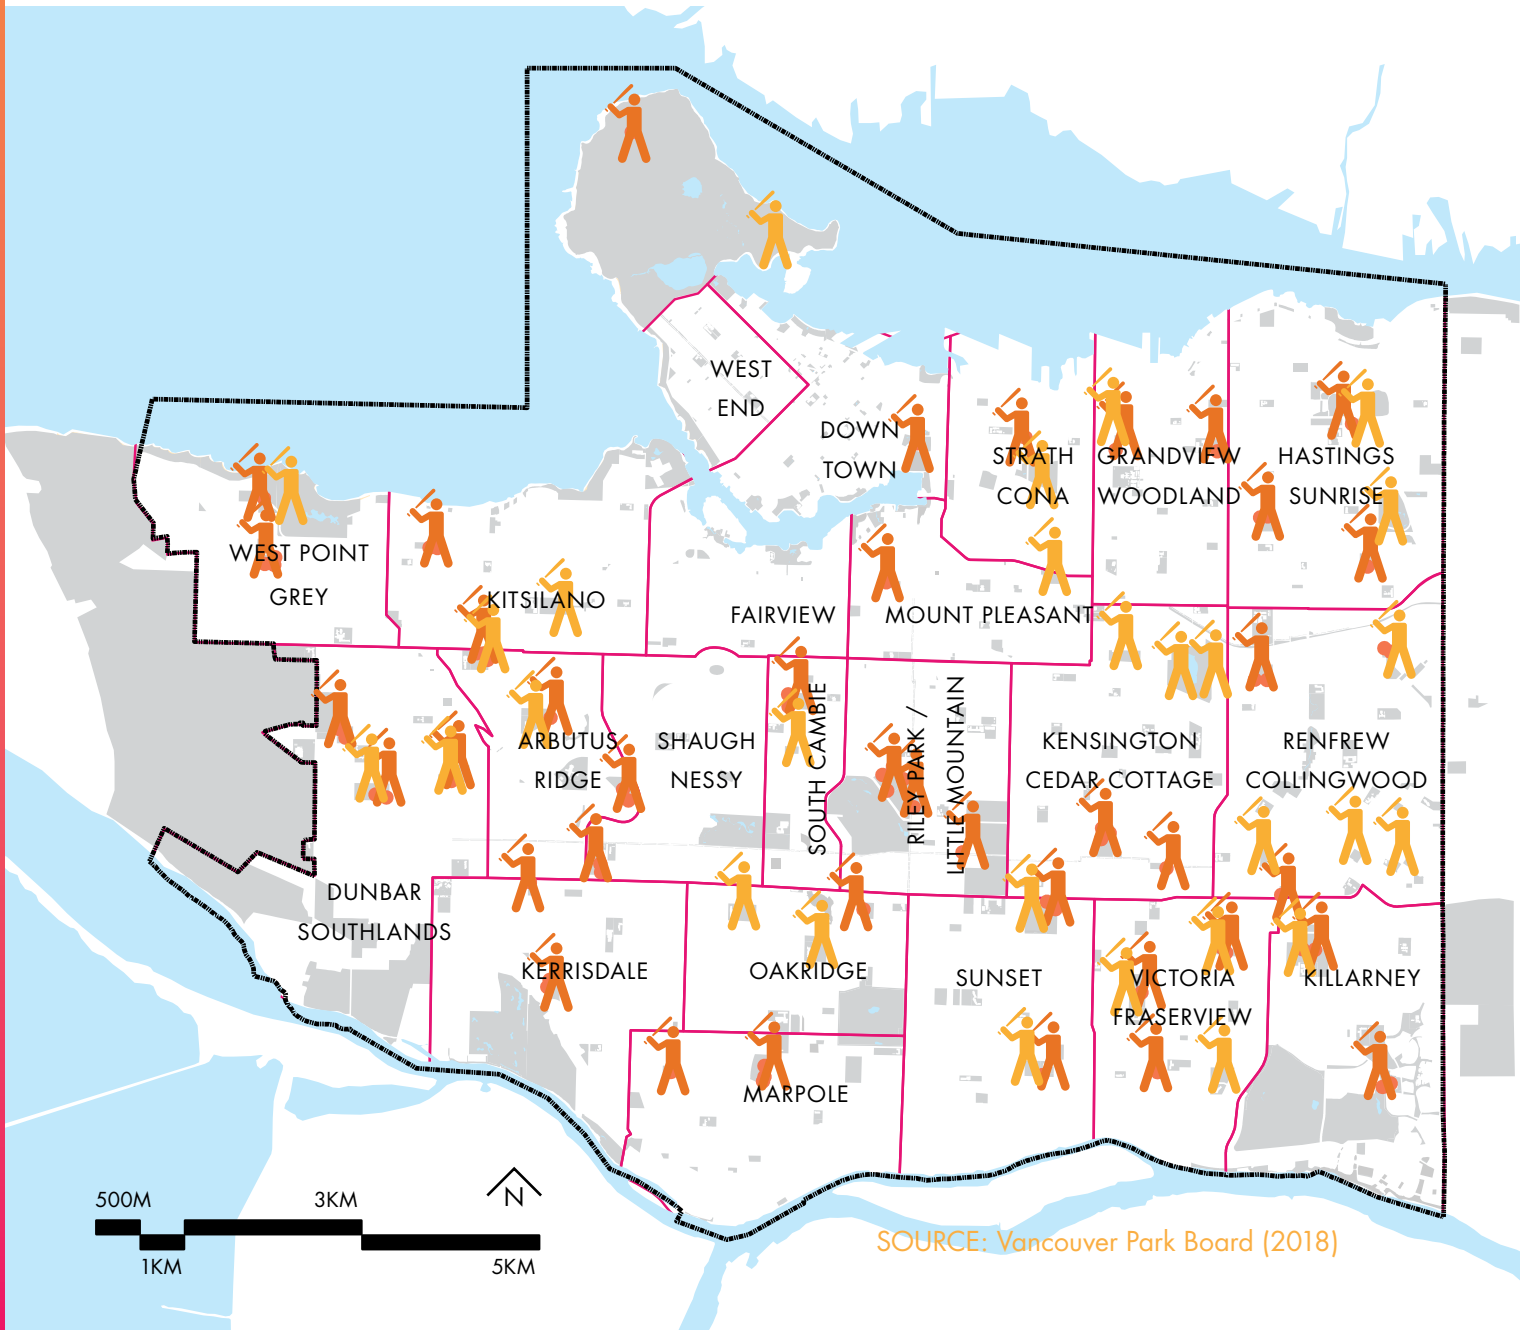 WEST
END
DOWN
TOWN
STRATH
CONA
GRANDVIEW
WOODLAND
HASTINGS
SUNRISE
WEST POINT
GREY
KITSILANO
FAIRVIEW
MOUNT PLEASANT
ARBUTUS
RIDGE
SHAUGH
NESSY
SOUTH CAMBIE
RILEY PARK /
LITTLE MOUNTAIN
KENSINGTON
CEDAR COTTAGE
RENFREW
COLLINGWOOD
DUNBAR
SOUTHLANDS
KERRISDALE
OAKRIDGE
SUNSET
VICTORIA
FRASERVIEW
KILLARNEY
MARPOLE
500M
3KM
N
1KM
5KM
SOURCE: Vancouver Park Board (2018)